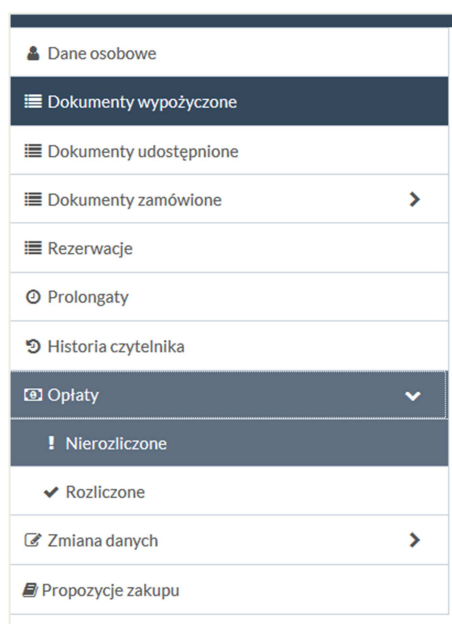 Dane osobowe
Dokumenty wypożyczone
Dokumenty udostępnione
Dokumenty zamówione
Rezerwacje
Prolongaty
Historia czytelnika
Opłaty
Nierozliczone
Rozliczone
Zmiana danych
Propozycje zakupu